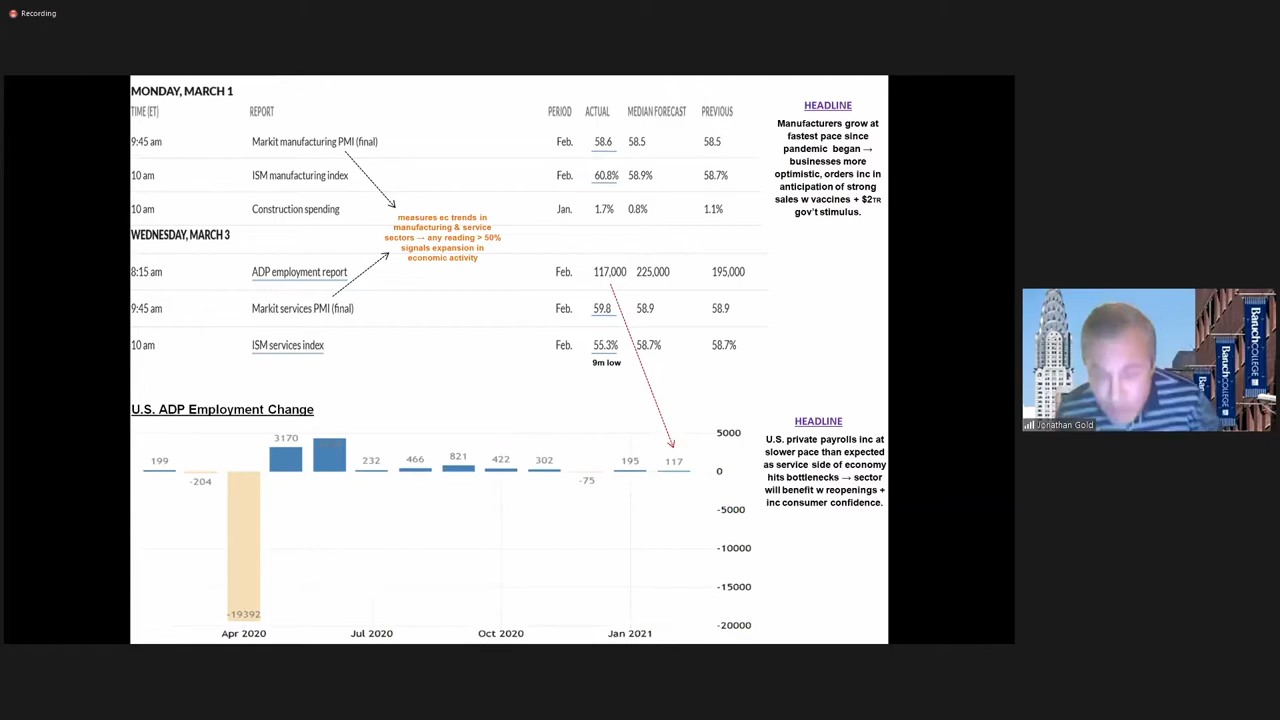 Recording
MONDAY, MARCH 1
TIME (ET) REPORT PERIOD ACTUAL MEDIAN FORECAST PREVIOUS
9:45 am Markit manufacturing PMI (final) Feb. 58.6 58.5 58.5
10 am ISM manufacturing index Feb. 60.8% 58.9% 58.7%
10 am Construction spending Jan. 1.7% 0.8% 1.1%
measures ec trends in
manufacturing & service
sectors → any reading > 50%
signals expansion in
economic activity
WEDNESDAY, MARCH 3
8:15 am ADP employment report Feb. 117,000 225,000 195,000
9:45 am Markit services PMI (final) Feb. 59.8 58.9 58.9
10 am ISM services index Feb. 55.3% 58.7% 58.7%
9m low
HEADLINE
Manufacturers grow at
fastest pace since
pandemic began →
businesses more
optimistic, orders inc in
anticipation of strong
sales w vaccines + $2TR
gov't stimulus.
U.S. ADP Employment Change
199 -204 -19392 3170 232 466 821 422 302 -75 195 117
5000
0
-5000
-10000
-15000
-20000
Apr 2020 Jul 2020 Oct 2020 Jan 2021
HEADLINE
U.S. private payrolls inc at
slower pace than expected
as service side of economy
hits bottlenecks → sector
will benefit w reopenings +
inc consumer confidence.
Baruch COLLEGE
Baruch COLLEGE
Jonathan Gold